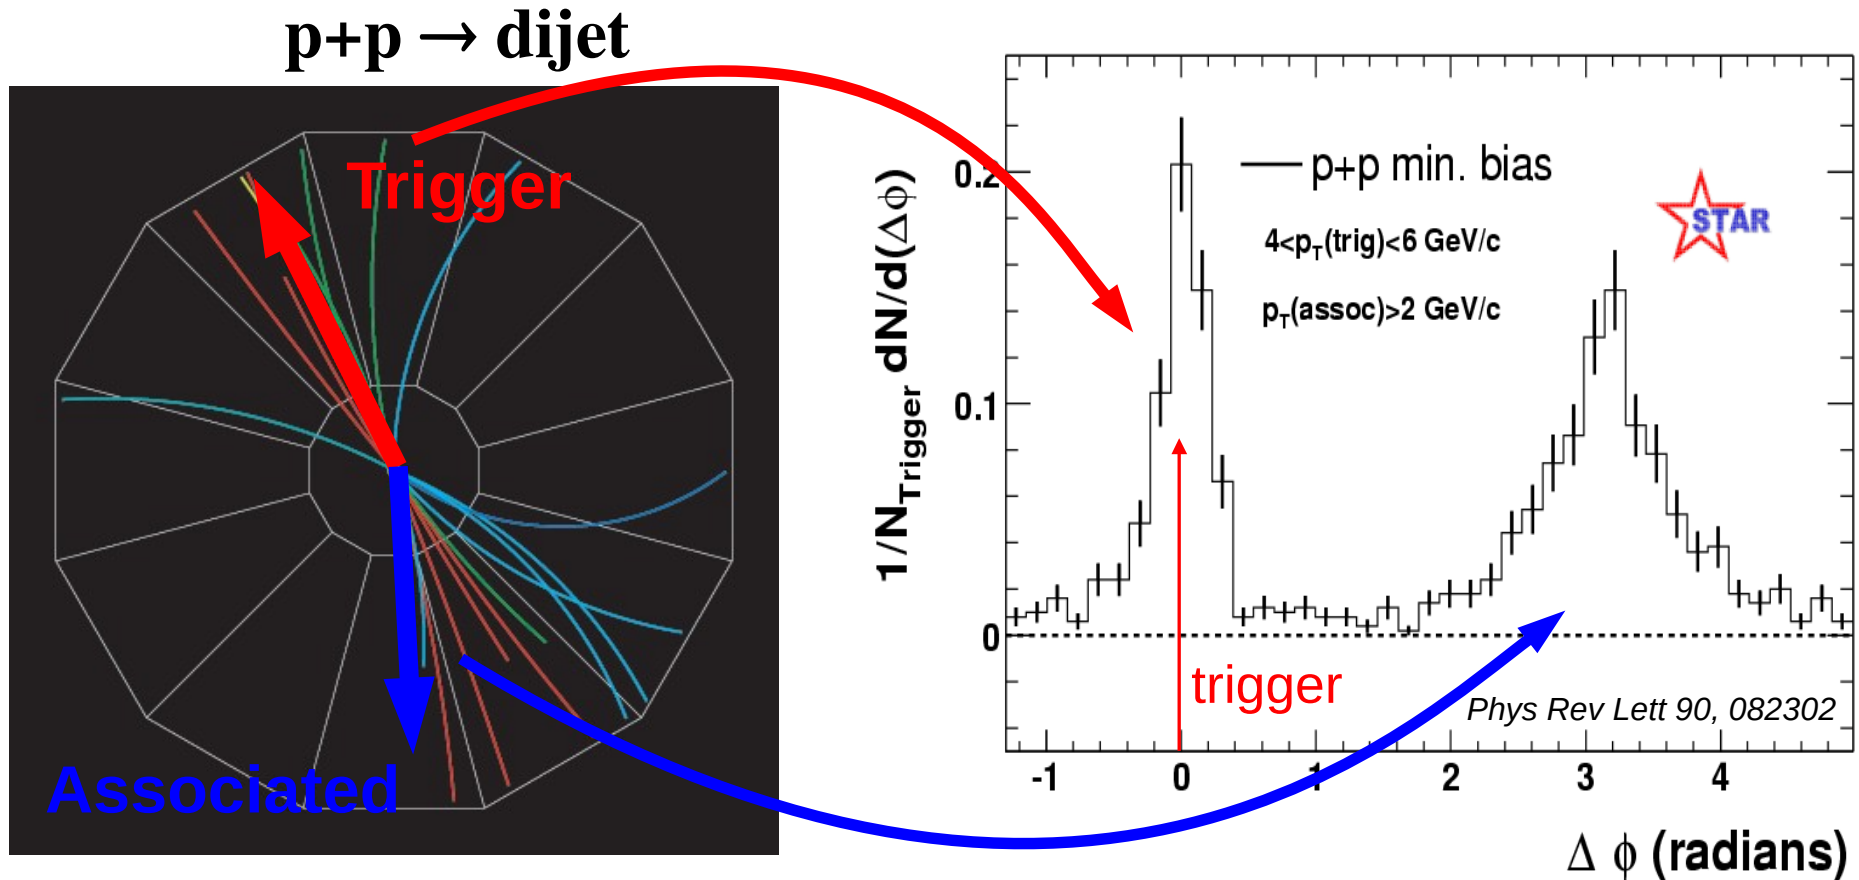 p+p → dijet
Trigger
Associated
1/N_Trigger dN/d(Δϕ)
0.2
0.1
0
p+p min. bias
4<p_T(trig)<6 GeV/c
p_T(assoc)>2 GeV/c
STAR
trigger
Phys Rev Lett 90, 082302
-1 0 1 2 3 4
Δ ϕ (radians)